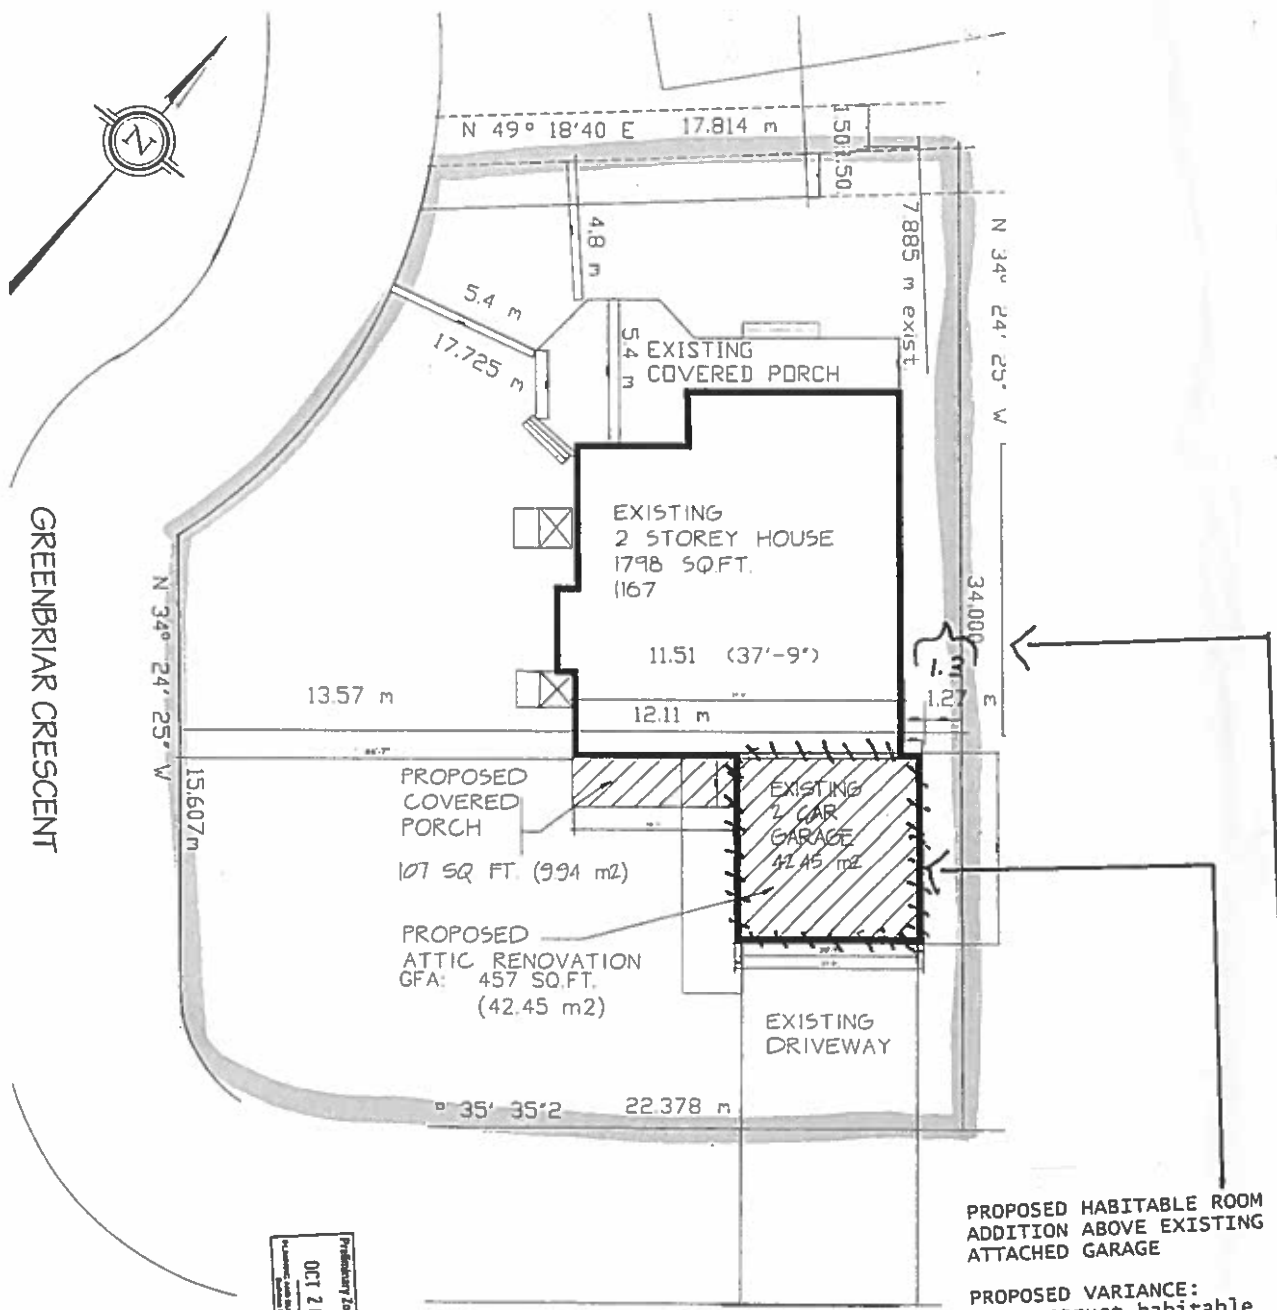 N 49° 18'40 E 17.814 m
1.50
1.50
N
4.8 m
7.885 m exist
N 34° 24' 25" W
5.4 m
17.725 m
5.4 m
EXISTING
COVERED PORCH
GREENBRIAR CRESCENT
EXISTING
2 STOREY HOUSE
1798 SQ.FT.
(167
N 34° 24' 25" W
34.000 m
11.51 (37'-9")
13.57 m
12.11 m
1.27
15.607m
PROPOSED
COVERED
PORCH
107 SQ FT. (9.94 m2)
EXISTING
2 CAR
GARAGE
42.45 m2
PROPOSED
ATTIC RENOVATION
GFA: 457 SQ.FT.
(42.45 m2)
EXISTING
DRIVEWAY
° 35' 35"2 22.378 m
PROPOSED HABITABLE ROOM
ADDITION ABOVE EXISTING
ATTACHED GARAGE
PROPOSED VARIANCE:
habitable
Preliminary Zo
OCT 2